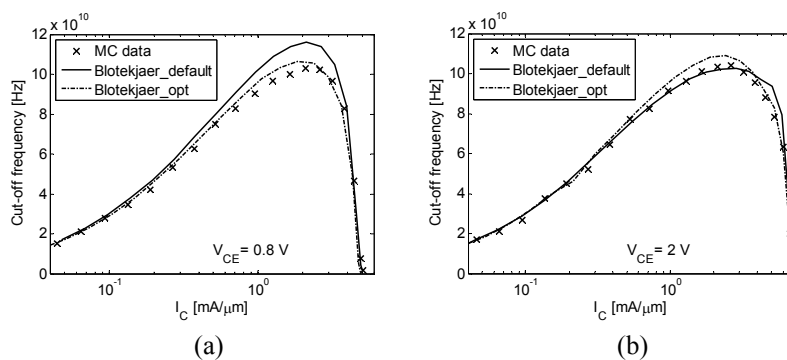 x 10^10
12
10
8
6
4
2
0
Cut-off frequency [Hz]
MC data
Blotekjaer_default
Blotekjaer_opt
V_CE = 0.8 V
10^-1
10^0
I_C [mA/μm]
(a)
x 10^10
12
10
8
6
4
2
0
Cut-off frequency [Hz]
MC data
Blotekjaer_default
Blotekjaer_opt
V_CE = 2 V
10^-1
10^0
I_C [mA/μm]
(b)